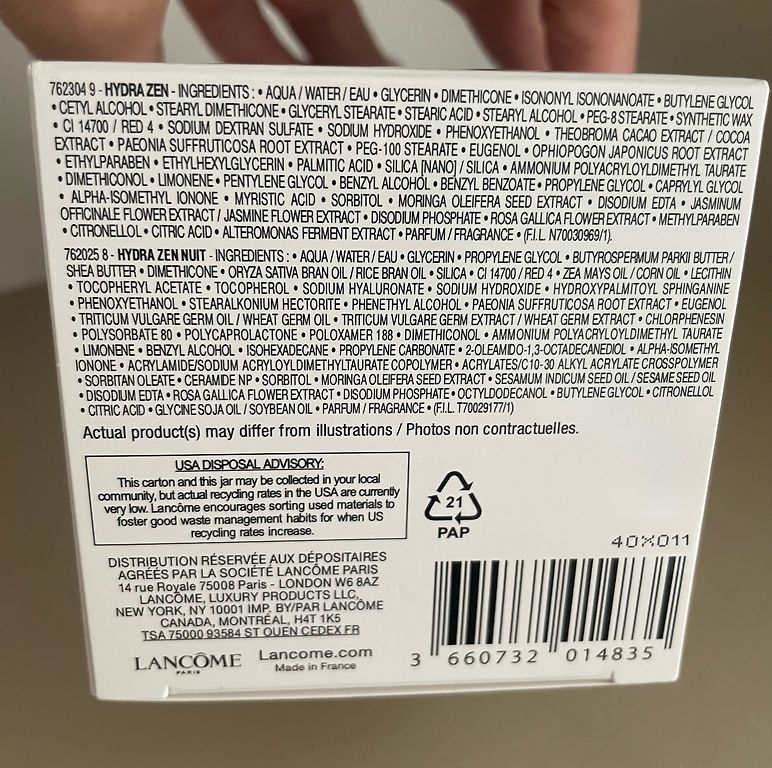 762304 9 - HYDRA ZEN - INGREDIENTS : • AQUA / WATER / EAU • GLYCERIN • DIMETHICONE • ISONONYL ISONONANOATE • BUTYLENE GLYCOL
• CETYL ALCOHOL • STEARYL DIMETHICONE • GLYCERYL STEARATE • STEARIC ACID • STEARYL ALCOHOL • PEG-8 STEARATE • SYNTHETIC WAX
• CI 14700 / RED 4 • SODIUM DEXTRAN SULFATE • SODIUM HYDROXIDE • PHENOXYETHANOL • THEOBROMA CACAO EXTRACT / COCOA
EXTRACT • PAEONIA SUFFRUTICOSA ROOT EXTRACT • PEG-100 STEARATE • EUGENOL • OPHIOPOGON JAPONICUS ROOT EXTRACT
• ETHYLPARABEN • ETHYLHEXYLGLYCERIN • PALMITIC ACID • SILICA [NANO] / SILICA • AMMONIUM POLYACRYLOYLDIMETHYL TAURATE
• DIMETHICONOL • LIMONENE • PENTYLENE GLYCOL • BENZYL ALCOHOL • BENZYL BENZOATE • PROPYLENE GLYCOL • CAPRYLYL GLYCOL
• ALPHA-ISOMETHYL IONONE • MYRISTIC ACID • SORBITOL • MORINGA OLEIFERA SEED EXTRACT • DISODIUM EDTA • JASMINUM
OFFICINALE FLOWER EXTRACT / JASMINE FLOWER EXTRACT • DISODIUM PHOSPHATE • ROSA GALLICA FLOWER EXTRACT • METHYLPARABEN
• CITRONELLOL • CITRIC ACID • ALTEROMONAS FERMENT EXTRACT • PARFUM / FRAGRANCE • (F.I.L. N70030969/1).
762025 8 - HYDRA ZEN NUIT - INGREDIENTS : • AQUA / WATER / EAU • GLYCERIN • PROPYLENE GLYCOL • BUTYROSPERMUM PARKII BUTTER /
SHEA BUTTER • DIMETHICONE • ORYZA SATIVA BRAN OIL / RICE BRAN OIL • SILICA • CI 14700 / RED 4 • ZEA MAYS OIL / CORN OIL • LECITHIN
• TOCOPHERYL ACETATE • TOCOPHEROL • SODIUM HYALURONATE • SODIUM HYDROXIDE • HYDROXYPALMITOYL SPHINGANINE
• PHENOXYETHANOL • STEARALKONIUM HECTORITE • PHENETHYL ALCOHOL • PAEONIA SUFFRUTICOSA ROOT EXTRACT • EUGENOL
• TRITICUM VULGARE GERM OIL / WHEAT GERM OIL • TRITICUM VULGARE GERM EXTRACT / WHEAT GERM EXTRACT • CHLORPHENESIN
• POLYSORBATE 80 • POLYCAPROLACTONE • POLOXAMER 188 • DIMETHICONOL • AMMONIUM POLYACRYLOYLDIMETHYL TAURATE
• LIMONENE • BENZYL ALCOHOL • ISOHEXADECANE • PROPYLENE CARBONATE • 2-OLEAMIDO-1,3-OCTADECANEDIOL • ALPHA-ISOMETHYL
IONONE • ACRYLAMIDE/SODIUM ACRYLOYLDIMETHYLTAURATE COPOLYMER • ACRYLATES/C10-30 ALKYL ACRYLATE CROSSPOLYMER
• SORBITAN OLEATE • CERAMIDE NP • SORBITOL • MORINGA OLEIFERA SEED EXTRACT • SESAMUM INDICUM SEED OIL / SESAME SEED OIL
• DISODIUM EDTA • ROSA GALLICA FLOWER EXTRACT • DISODIUM PHOSPHATE • OCTYLDODECANOL • BUTYLENE GLYCOL • CITRONELLOL
• CITRIC ACID • GLYCINE SOJA OIL / SOYBEAN OIL • PARFUM / FRAGRANCE • (F.I.L. T70029177/1)
Actual product(s) may differ from illustrations / Photos non contractuelles.
USA DISPOSAL ADVISORY:
This carton and this jar may be collected in your local
community, but actual recycling rates in the USA are currently
very low. Lancôme encourages sorting used materials to
foster good waste management habits for when US
recycling rates increase.
21
PAP
40X011
DISTRIBUTION RÉSERVÉE AUX DÉPOSITAIRES
AGRÉÉS PAR LA SOCIÉTÉ LANCÔME PARIS
14 rue Royale 75008 Paris - LONDON W6 8AZ
LANCÔME, LUXURY PRODUCTS LLC,
NEW YORK, NY 10001 IMP. BY/PAR LANCÔME
CANADA, MONTRÉAL, H4T 1K5
TSA 75000 93584 ST OUEN CEDEX FR
LANCÔME
PARIS
Lancome.com
Made in France
3 660732 014835